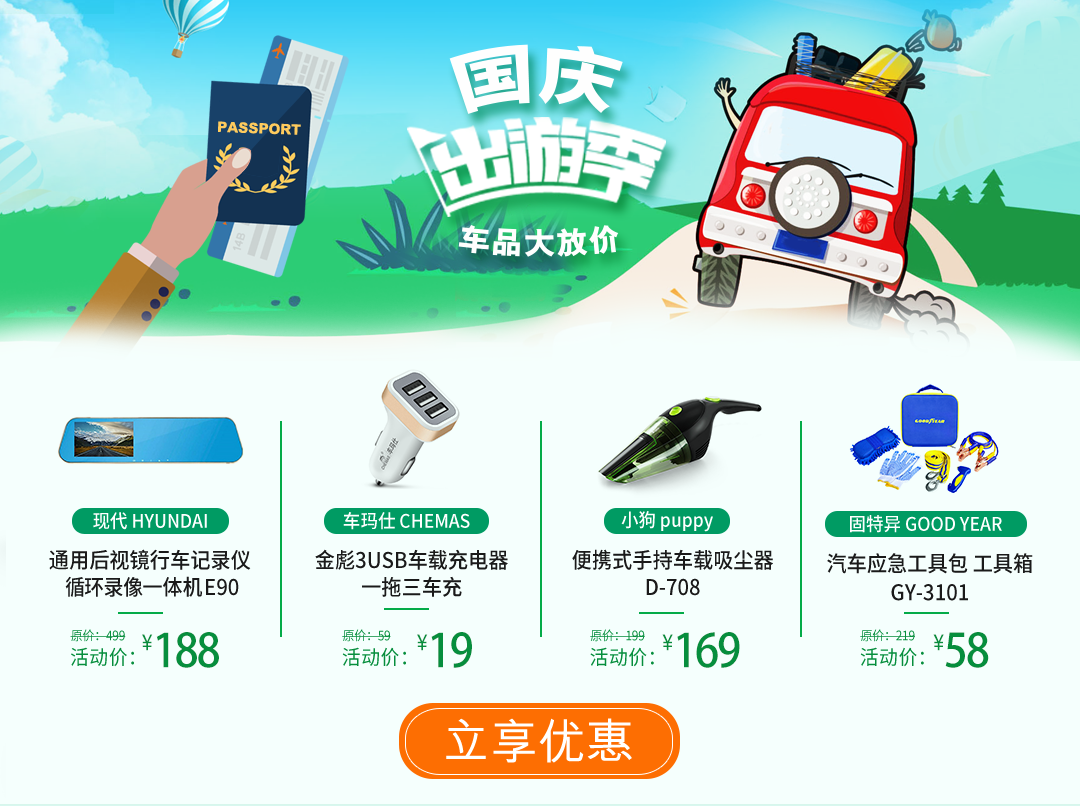 国庆
出游季
车品大放价
PASSPORT
14B
GOODYEAR
车玛仕
CHEMAS
现代 HYUNDAI
通用后视镜行车记录仪
循环录像一体机E90
原价：499
活动价：¥188
车玛仕 CHEMAS
金彪3USB车载充电器
一拖三车充
原价：59
活动价：¥19
小狗 puppy
便携式手持车载吸尘器
D-708
原价：199
活动价：¥169
固特异 GOOD YEAR
汽车应急工具包 工具箱
GY-3101
原价：219
活动价：¥58
立享优惠